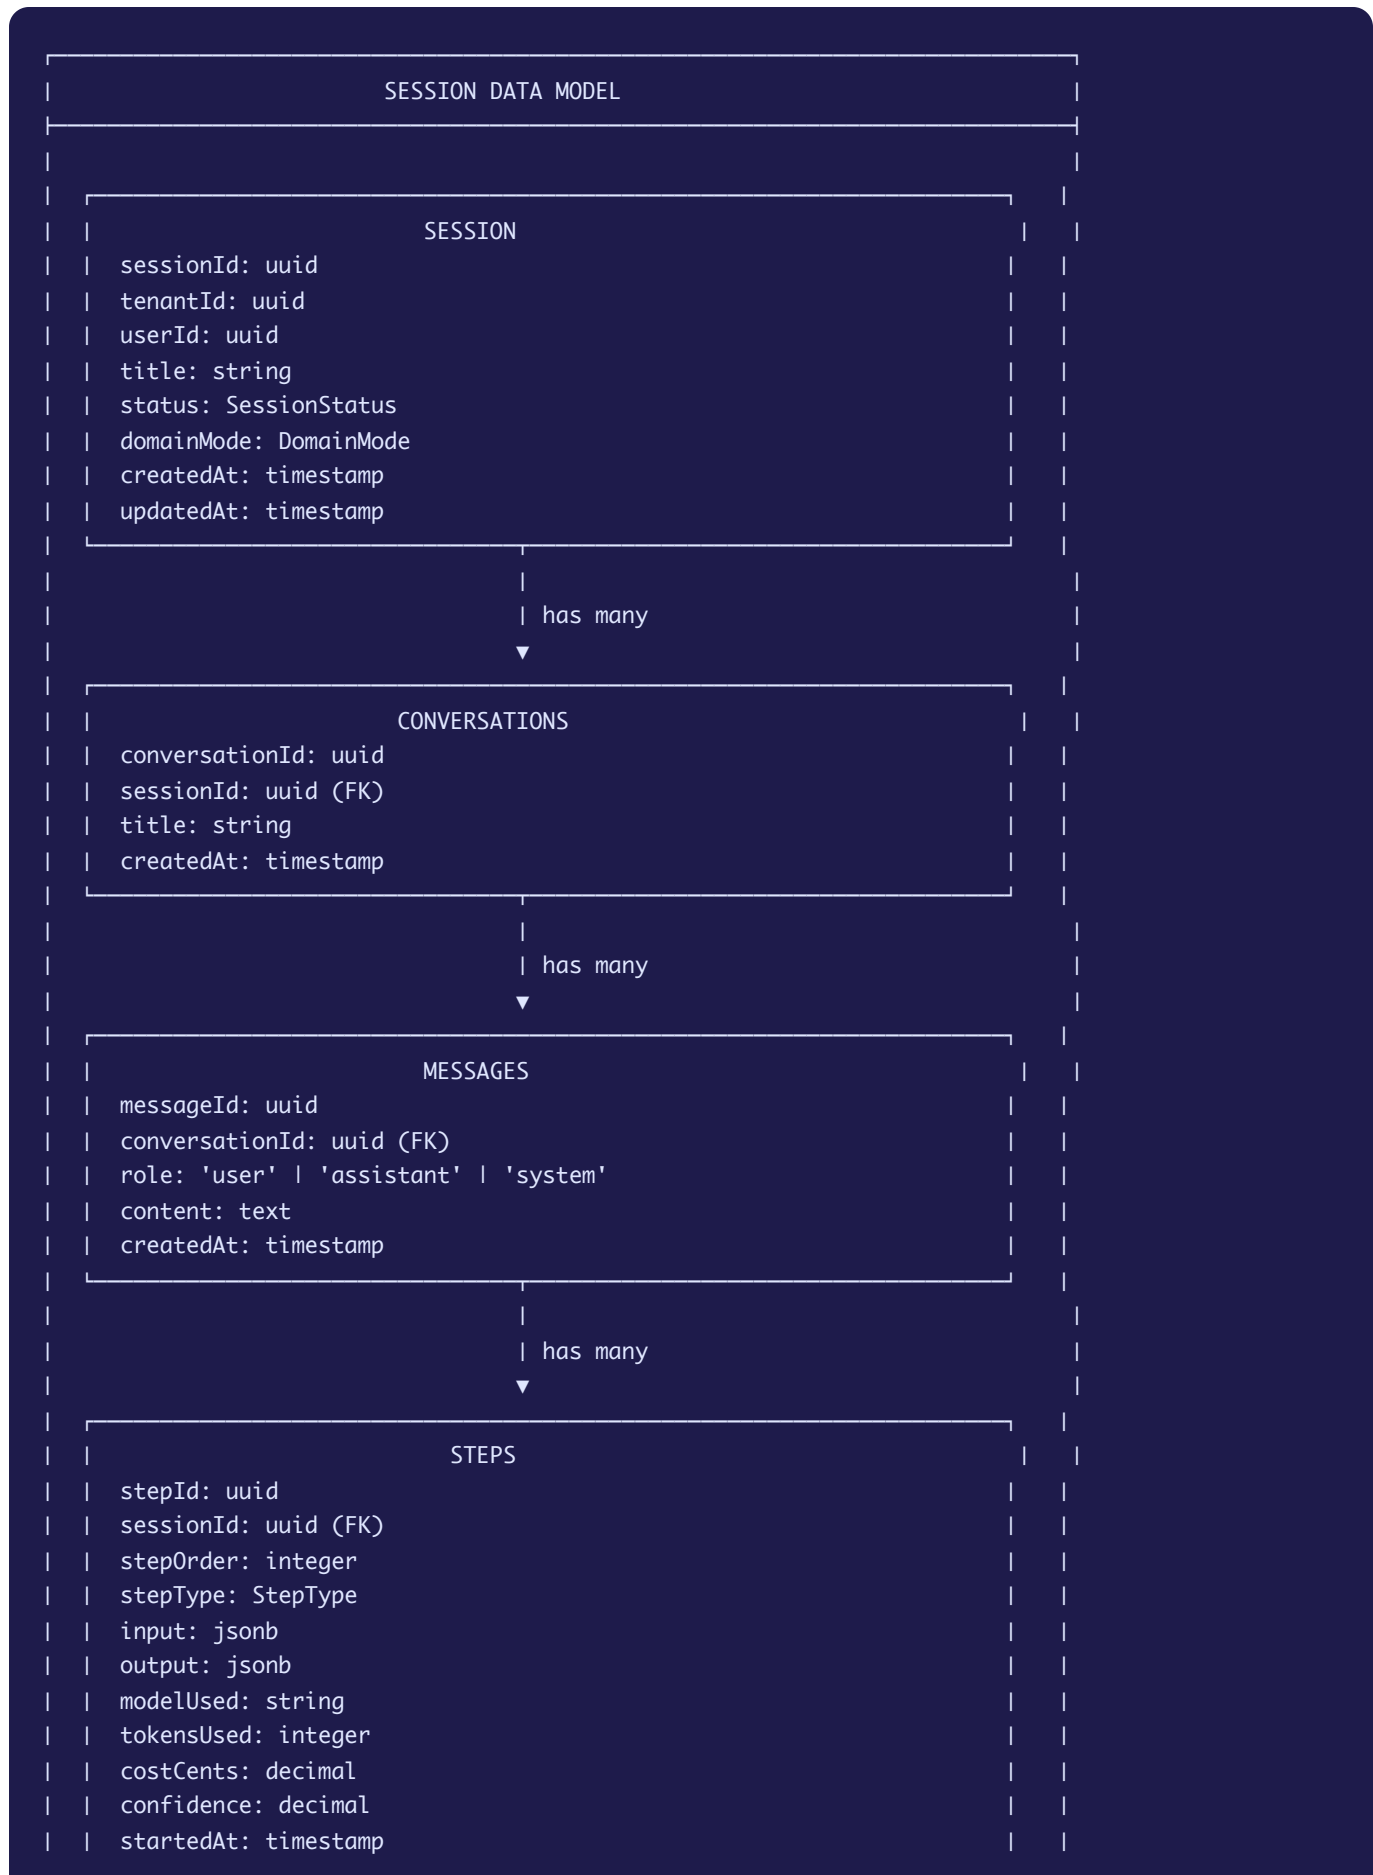 SESSION DATA MODEL
SESSION
sessionId: uuid
tenantId: uuid
userId: uuid
title: string
status: SessionStatus
domainMode: DomainMode
createdAt: timestamp
updatedAt: timestamp
has many
▼
CONVERSATIONS
conversationId: uuid
sessionId: uuid (FK)
title: string
createdAt: timestamp
has many
▼
MESSAGES
messageId: uuid
conversationId: uuid (FK)
role: 'user' | 'assistant' | 'system'
content: text
createdAt: timestamp
has many
▼
STEPS
stepId: uuid
sessionId: uuid (FK)
stepOrder: integer
stepType: StepType
input: jsonb
output: jsonb
modelUsed: string
tokensUsed: integer
costCents: decimal
confidence: decimal
startedAt: timestamp